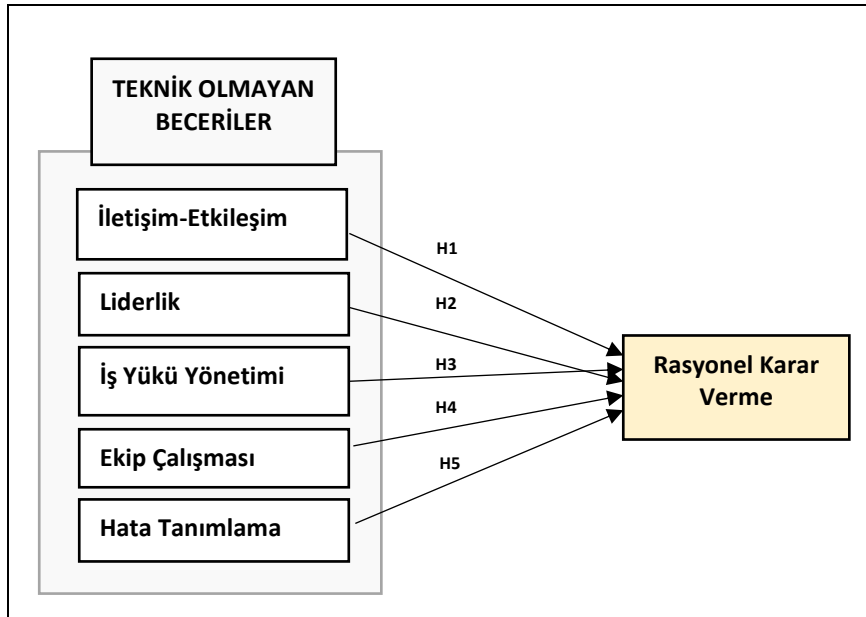 TEKNİK OLMAYAN
BECERİLER
İletişim-Etkileşim
Liderlik
İş Yükü Yönetimi
Ekip Çalışması
Hata Tanımlama
H1
H2
H3
H4
H5
Rasyonel Karar
Verme